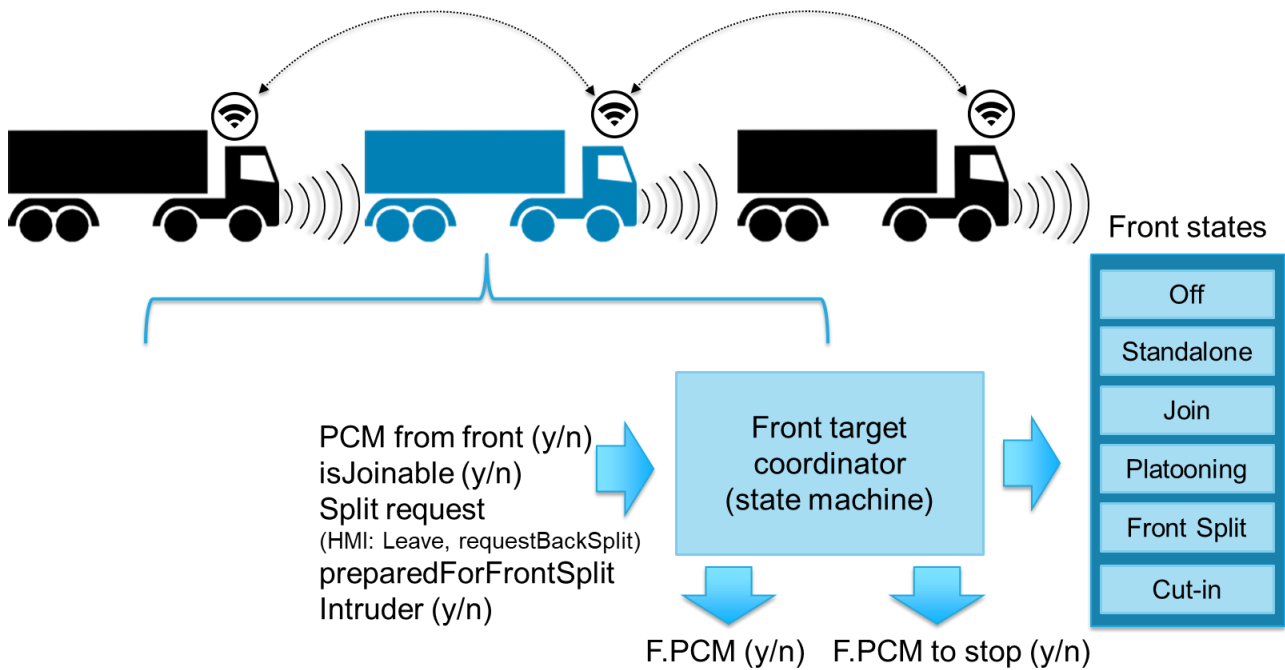 Front states
Off
Standalone
Join
Platooning
Front Split
Cut-in
PCM from front (y/n)
isJoinable (y/n)
Split request
(HMI: Leave, requestBackSplit)
preparedForFrontSplit
Intruder (y/n)
Front target
coordinator
(state machine)
F.PCM (y/n)
F.PCM to stop (y/n)